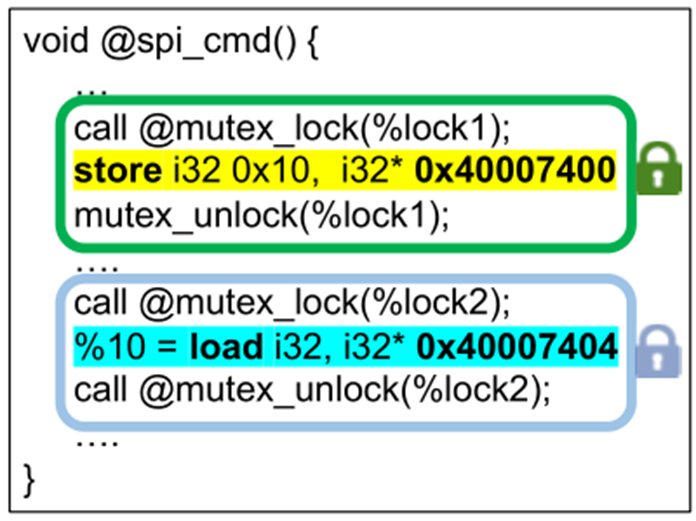 void @spi_cmd() {
...
call @mutex_lock(%lock1);
store i32 0x10, i32* 0x40007400
mutex_unlock(%lock1);
....
call @mutex_lock(%lock2);
%10 = load i32, i32* 0x40007404
call @mutex_unlock(%lock2);
....
}